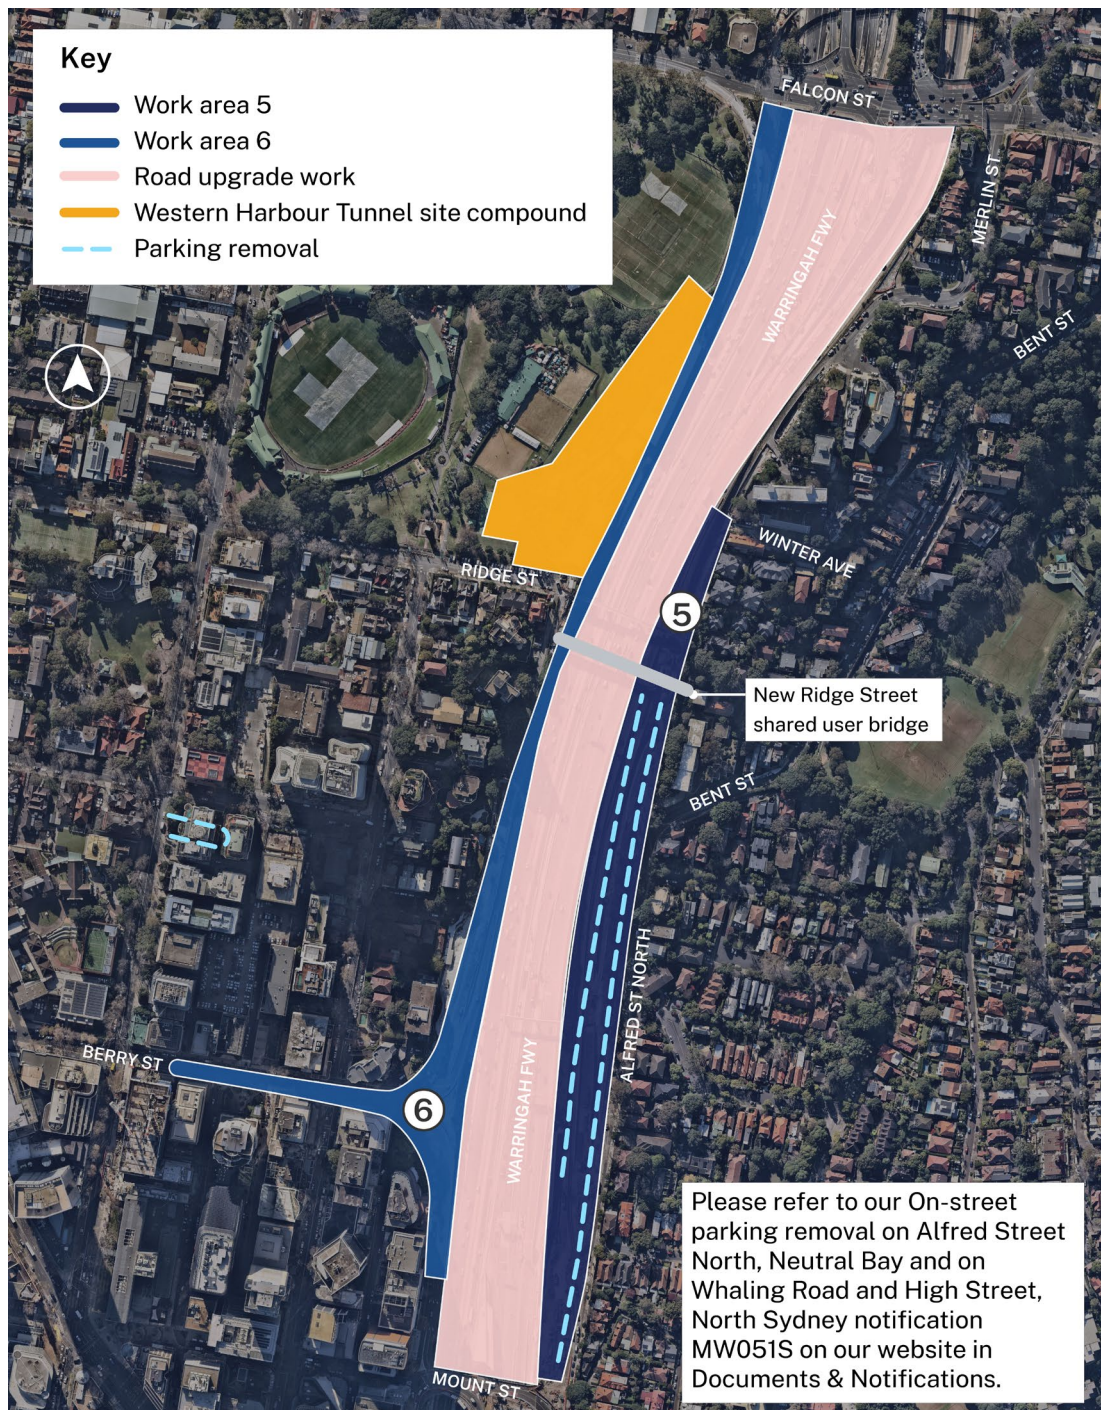 Key
Work area 5
Work area 6
Road upgrade work
Western Harbour Tunnel site compound
Parking removal
FALCON ST
MERLIN ST
WARRINGAH FWY
BENT ST
WINTER AVE
RIDGE ST
5
New Ridge Street
shared user bridge
BENT ST
ALFRED ST NORTH
BERRY ST
6
WARRINGAH FWY
MOUNT ST
Please refer to our On-street
parking removal on Alfred Street
North, Neutral Bay and on
Whaling Road and High Street,
North Sydney notification
MW051S on our website in
Documents & Notifications.